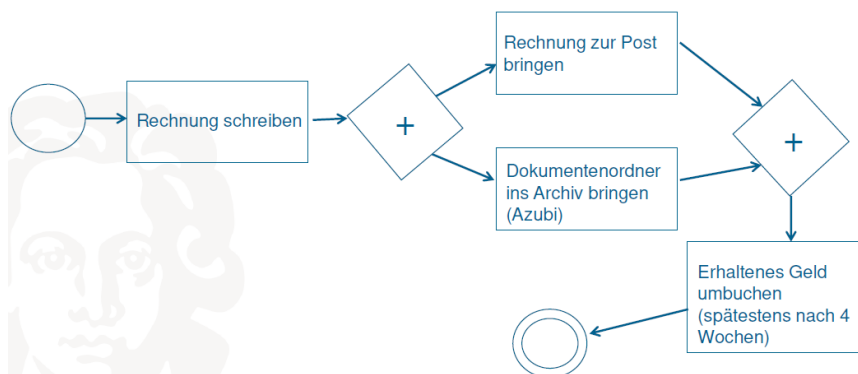 Rechnung schreiben
+
Rechnung zur Post
bringen
Dokumentenordner
ins Archiv bringen
(Azubi)
+
Erhaltenes Geld
umbuchen
(spätestens nach 4
Wochen)